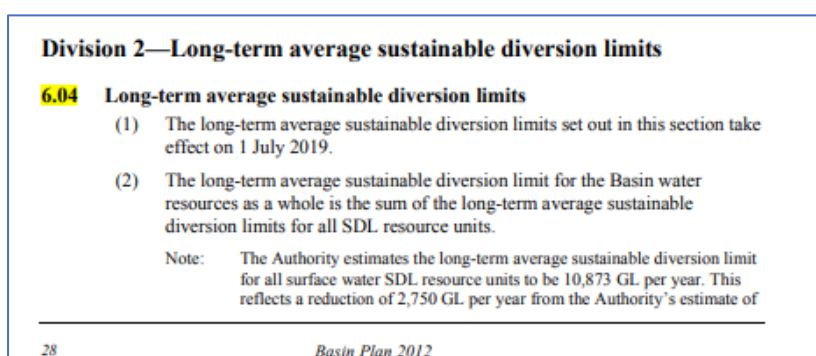 Division 2—Long-term average sustainable diversion limits
6.04 Long-term average sustainable diversion limits
(1) The long-term average sustainable diversion limits set out in this section take
effect on 1 July 2019.
(2) The long-term average sustainable diversion limit for the Basin water
resources as a whole is the sum of the long-term average sustainable
diversion limits for all SDL resource units.
Note: The Authority estimates the long-term average sustainable diversion limit
for all surface water SDL resource units to be 10,873 GL per year. This
reflects a reduction of 2,750 GL per year from the Authority's estimate of
28 Basin Plan 2012